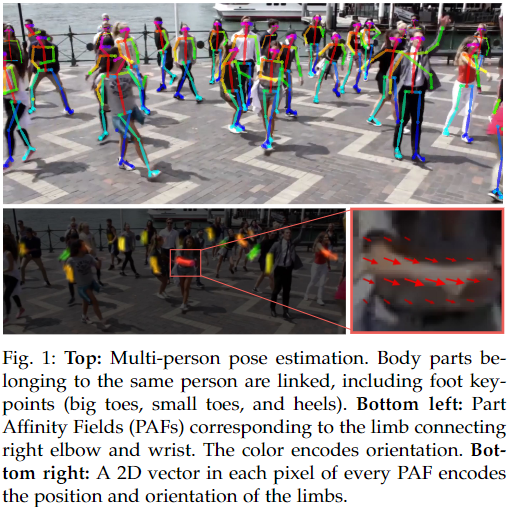 Fig. 1: Top: Multi-person pose estimation. Body parts be-
longing to the same person are linked, including foot key-
points (big toes, small toes, and heels). Bottom left: Part
Affinity Fields (PAFs) corresponding to the limb connecting
right elbow and wrist. The color encodes orientation. Bot-
tom right: A 2D vector in each pixel of every PAF encodes
the position and orientation of the limbs.